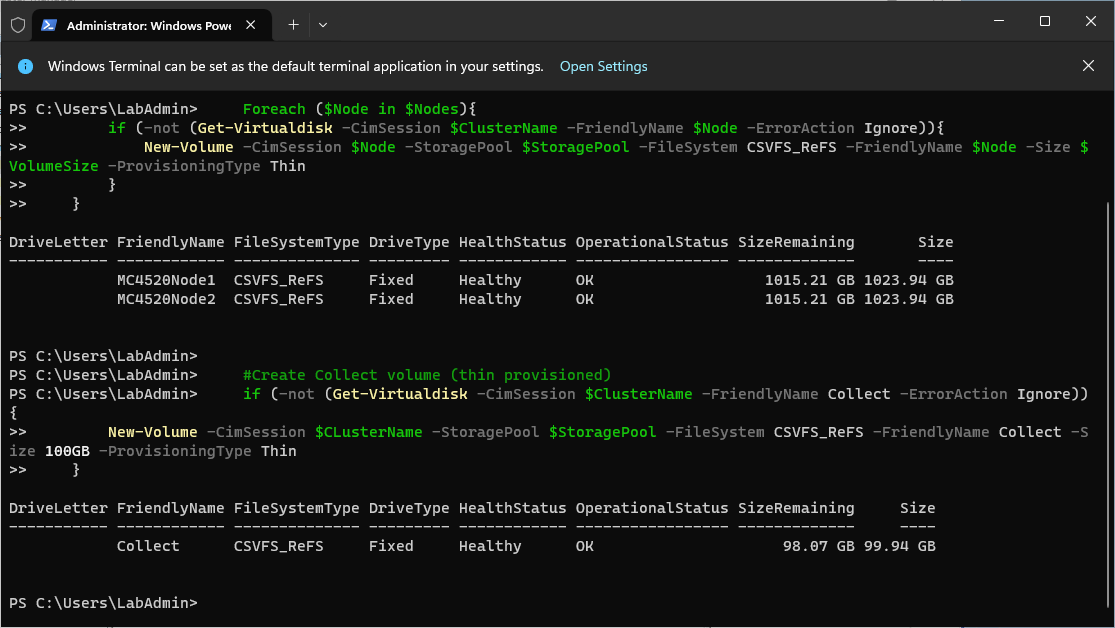 Administrator: Windows Powe
Windows Terminal can be set as the default terminal application in your settings. Open Settings
PS C:\Users\LabAdmin>     Foreach ($Node in $Nodes){
>>         if (-not (Get-Virtualdisk -CimSession $ClusterName -FriendlyName $Node -ErrorAction Ignore)){
>>             New-Volume -CimSession $Node -StoragePool $StoragePool -FileSystem CSVFS_ReFS -FriendlyName $Node -Size $
VolumeSize -ProvisioningType Thin
>>         }
>>     }
DriveLetter FriendlyName FileSystemType DriveType HealthStatus OperationalStatus SizeRemaining       Size
----------- ------------ -------------- --------- ------------ ----------------- -------------       ----
            MC4520Node1  CSVFS_ReFS     Fixed     Healthy      OK                   1015.21 GB 1023.94 GB
            MC4520Node2  CSVFS_ReFS     Fixed     Healthy      OK                   1015.21 GB 1023.94 GB
PS C:\Users\LabAdmin>
PS C:\Users\LabAdmin>     #Create Collect volume (thin provisioned)
PS C:\Users\LabAdmin>     if (-not (Get-Virtualdisk -CimSession $ClusterName -FriendlyName Collect -ErrorAction Ignore))
{
>>         New-Volume -CimSession $CLusterName -StoragePool $StoragePool -FileSystem CSVFS_ReFS -FriendlyName Collect -S
ize 100GB -ProvisioningType Thin
>>     }
DriveLetter FriendlyName FileSystemType DriveType HealthStatus OperationalStatus SizeRemaining     Size
----------- ------------ -------------- --------- ------------ ----------------- -------------     ----
            Collect      CSVFS_ReFS     Fixed     Healthy      OK                     98.07 GB 99.94 GB
PS C:\Users\LabAdmin>